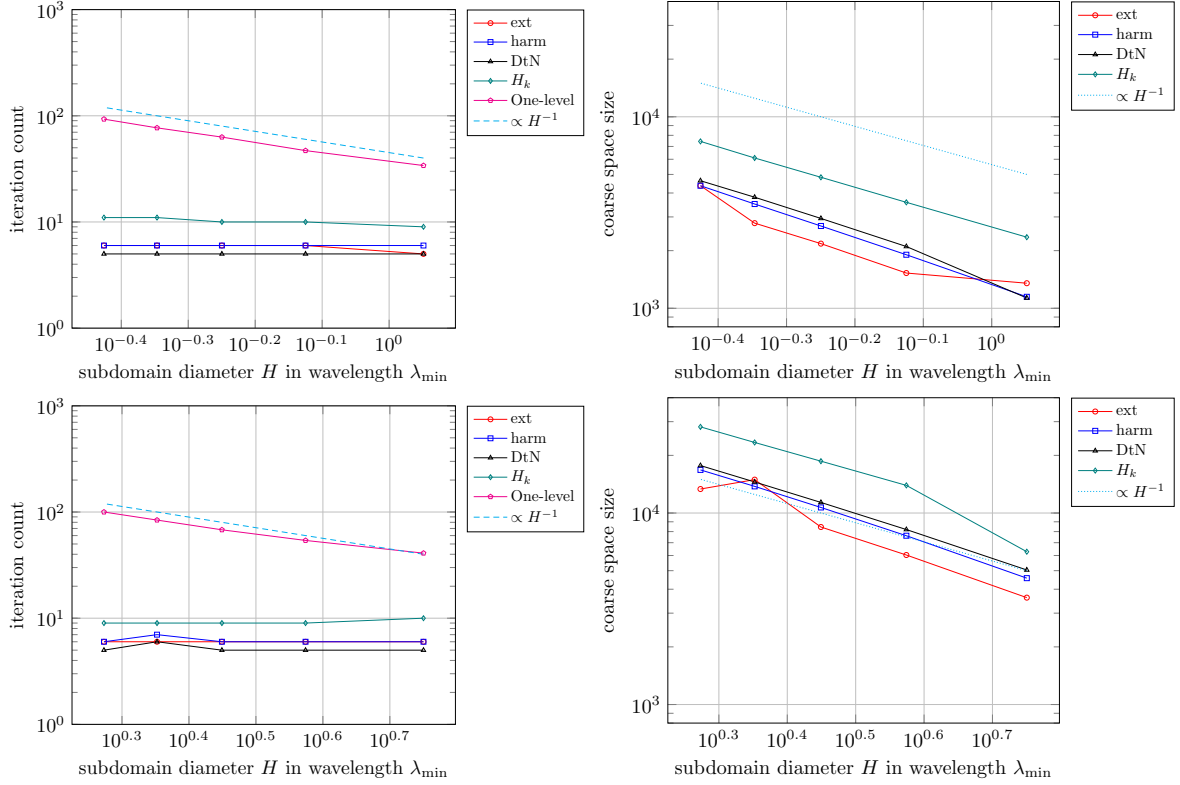 10^3
10^2
10^1
10^0
iteration count
10^{-0.4} 10^{-0.3} 10^{-0.2} 10^{-0.1} 10^0
subdomain diameter H in wavelength λ_min
ext
harm
DtN
H_k
One-level
∝ H^{-1}
10^4
10^3
coarse space size
10^{-0.4} 10^{-0.3} 10^{-0.2} 10^{-0.1} 10^0
subdomain diameter H in wavelength λ_min
ext
harm
DtN
H_k
∝ H^{-1}
10^3
10^2
10^1
10^0
iteration count
10^{0.3} 10^{0.4} 10^{0.5} 10^{0.6} 10^{0.7}
subdomain diameter H in wavelength λ_min
ext
harm
DtN
H_k
One-level
∝ H^{-1}
10^4
10^3
coarse space size
10^{0.3} 10^{0.4} 10^{0.5} 10^{0.6} 10^{0.7}
subdomain diameter H in wavelength λ_min
ext
harm
DtN
H_k
∝ H^{-1}